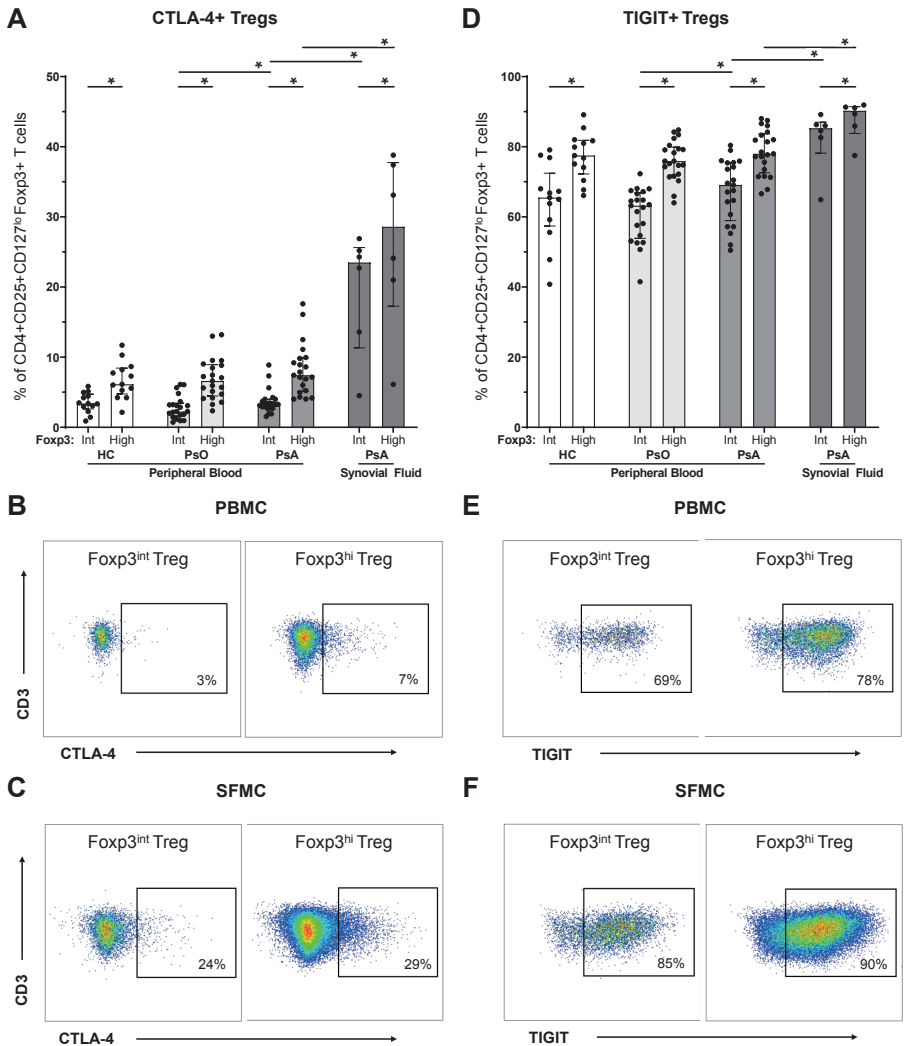 A
CTLA-4+ Tregs
% of CD4+CD25+CD127ˡᵒFoxp3+ T cells
50
40
30
20
10
0
* * * *
* * *
*
Foxp3: Int High Int High Int High Int High
HC PsO PsA PsA
Peripheral Blood Synovial Fluid
D
TIGIT+ Tregs
% of CD4+CD25+CD127ˡᵒFoxp3+ T cells
100
80
60
40
20
0
* * * *
* * *
*
Foxp3: Int High Int High Int High Int High
HC PsO PsA PsA
Peripheral Blood Synovial Fluid
B
PBMC
Foxp3ⁱⁿᵗ Treg Foxp3ʰⁱ Treg
3% 7%
CD3
CTLA-4
E
PBMC
Foxp3ⁱⁿᵗ Treg Foxp3ʰⁱ Treg
69% 78%
TIGIT
C
SFMC
Foxp3ⁱⁿᵗ Treg Foxp3ʰⁱ Treg
24% 29%
CD3
CTLA-4
F
SFMC
Foxp3ⁱⁿᵗ Treg Foxp3ʰⁱ Treg
85% 90%
TIGIT